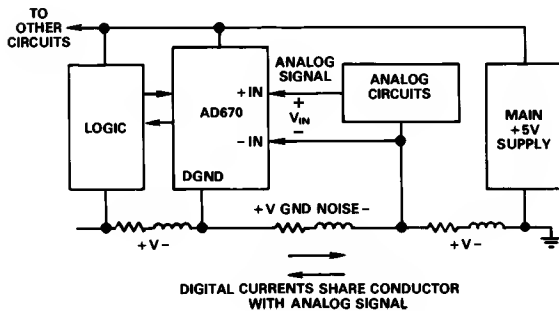 TO
OTHER
CIRCUITS
LOGIC
AD670
+ IN
- IN
DGND
ANALOG
SIGNAL
+
VIN
-
ANALOG
CIRCUITS
MAIN
+5V
SUPPLY
+V-
+V GND NOISE-
+V-
DIGITAL CURRENTS SHARE CONDUCTOR
WITH ANALOG SIGNAL